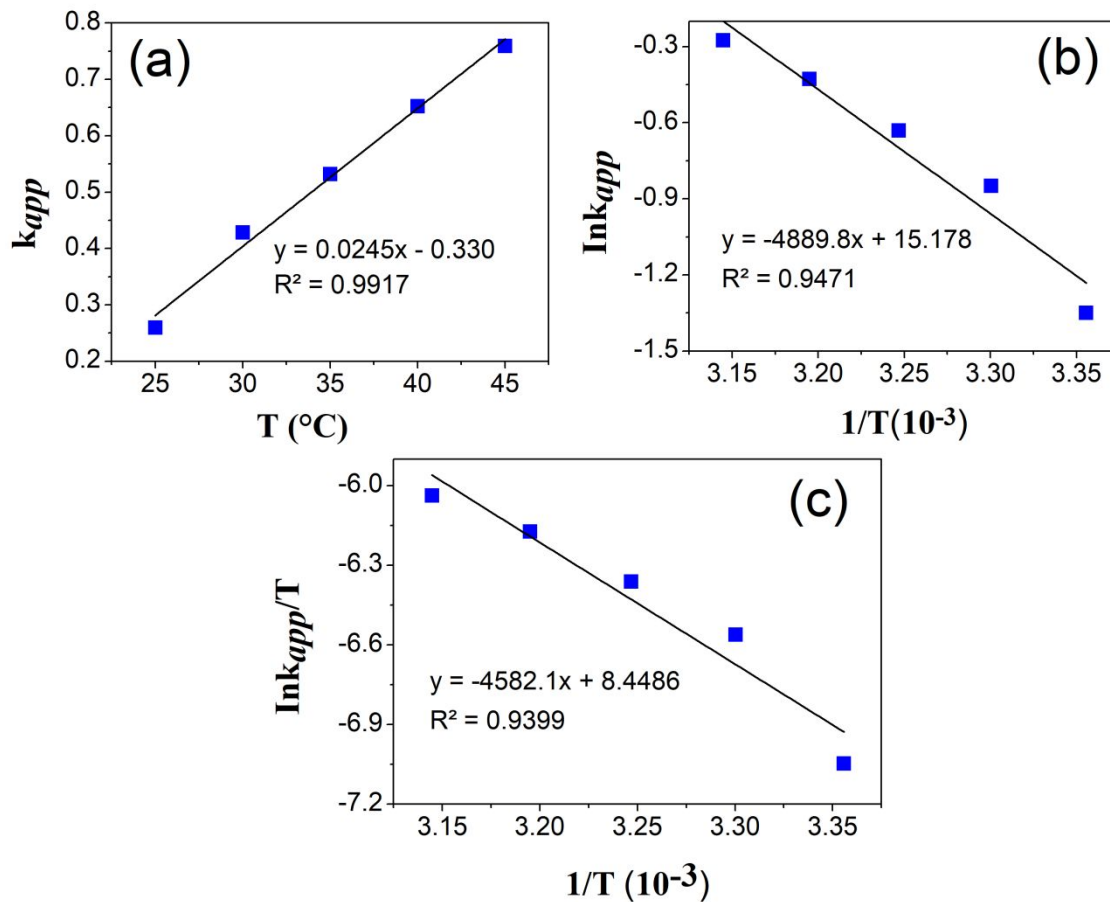 (a)
0.8
0.7
0.6
0.5
0.4
0.3
0.2
kapp
y = 0.0245x - 0.330
R² = 0.9917
25 30 35 40 45
T (°C)
(b)
-0.3
-0.6
-0.9
-1.2
-1.5
Inkapp
y = -4889.8x + 15.178
R² = 0.9471
3.15 3.20 3.25 3.30 3.35
1/T(10-3)
(c)
-6.0
-6.3
-6.6
-6.9
-7.2
Inkapp/T
y = -4582.1x + 8.4486
R² = 0.9399
3.15 3.20 3.25 3.30 3.35
1/T (10-3)